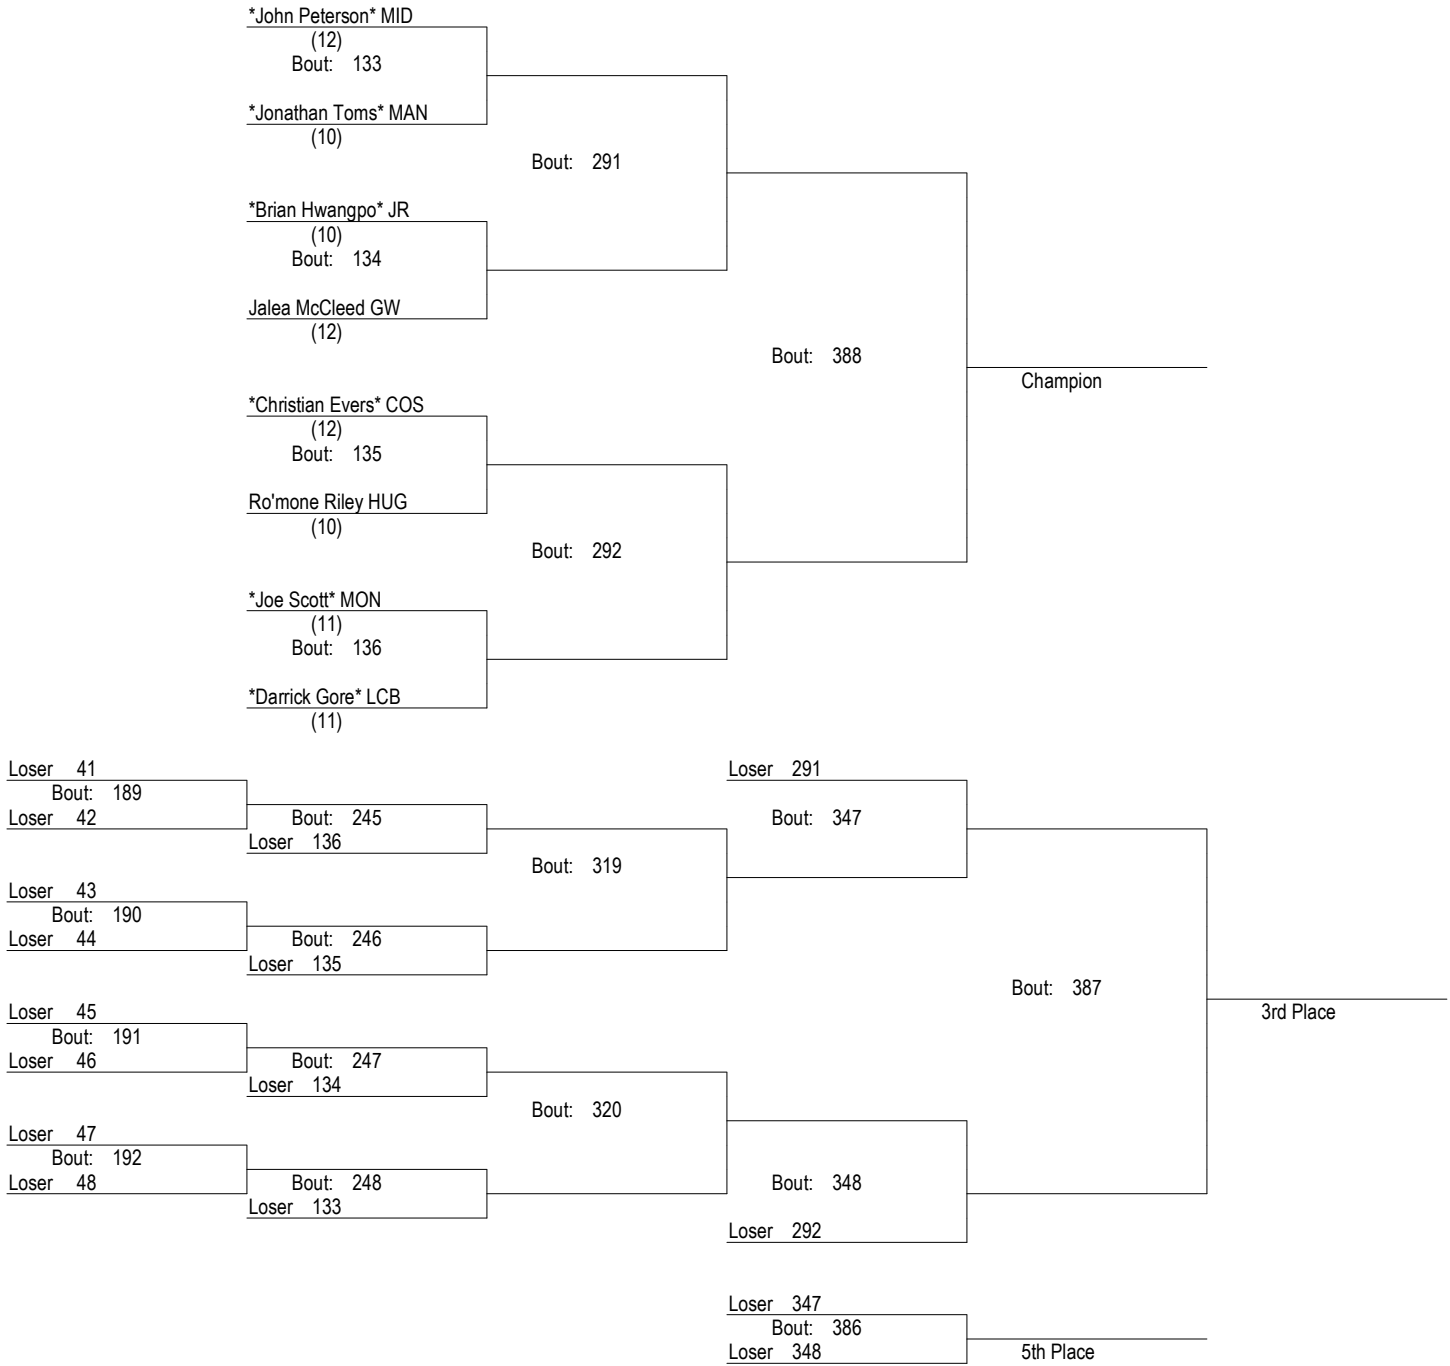 *John Peterson* MID
(12)
Bout: 133
*Jonathan Toms* MAN
(10)
Bout: 291
*Brian Hwangpo* JR
(10)
Bout: 134
Jalea McCleed GW
(12)
Bout: 388
Champion
*Christian Evers* COS
(12)
Bout: 135
Ro'mone Riley HUG
(10)
Bout: 292
*Joe Scott* MON
(11)
Bout: 136
*Darrick Gore* LCB
(11)
Loser 41
Bout: 189
Loser 42
Bout: 245
Loser 136
Loser 291
Bout: 347
Bout: 319
Loser 43
Bout: 190
Loser 44
Bout: 246
Loser 135
Bout: 387
3rd Place
Loser 45
Bout: 191
Loser 46
Bout: 247
Loser 134
Bout: 320
Loser 47
Bout: 192
Loser 48
Bout: 248
Loser 133
Bout: 348
Loser 292
Loser 347
Bout: 386
Loser 348
5th Place